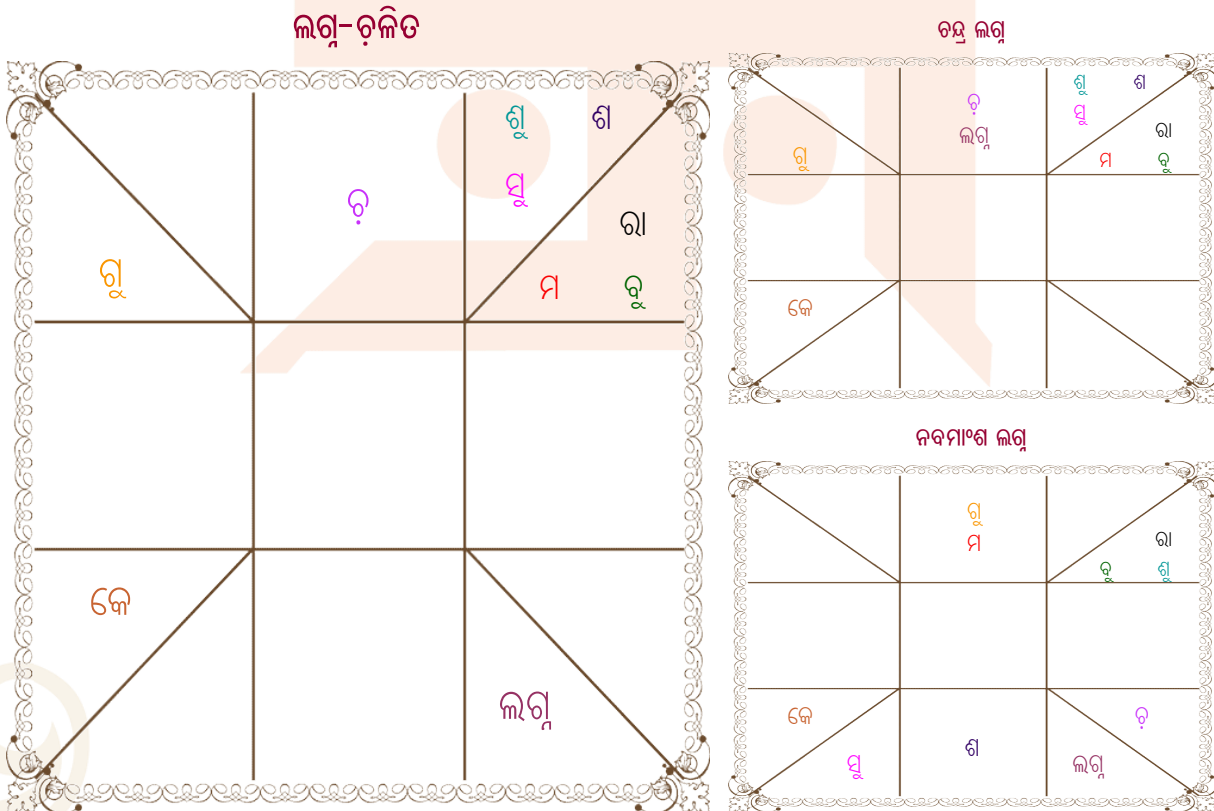 ଲଗ୍ନ-ଚଳିତ
ଶୁ ଶ
ସୁ
ଚ଼
ରା
ଗୁ
ମ ବୁ
କେ
ଲଗ୍ନ
ଚନ୍ଦ୍ର ଲଗ୍ନ
ଶୁ ଶ
ଚ଼
ସୁ
ଲଗ୍ନ
ରା
ଗୁ
ମ ବୁ
କେ
ନବମାଂଶ ଲଗ୍ନ
ଗୁ
ମ
ରା
ବୁ ଶୁ
କେ
ଚ଼
ଶ
ସୁ
ଲଗ୍ନ